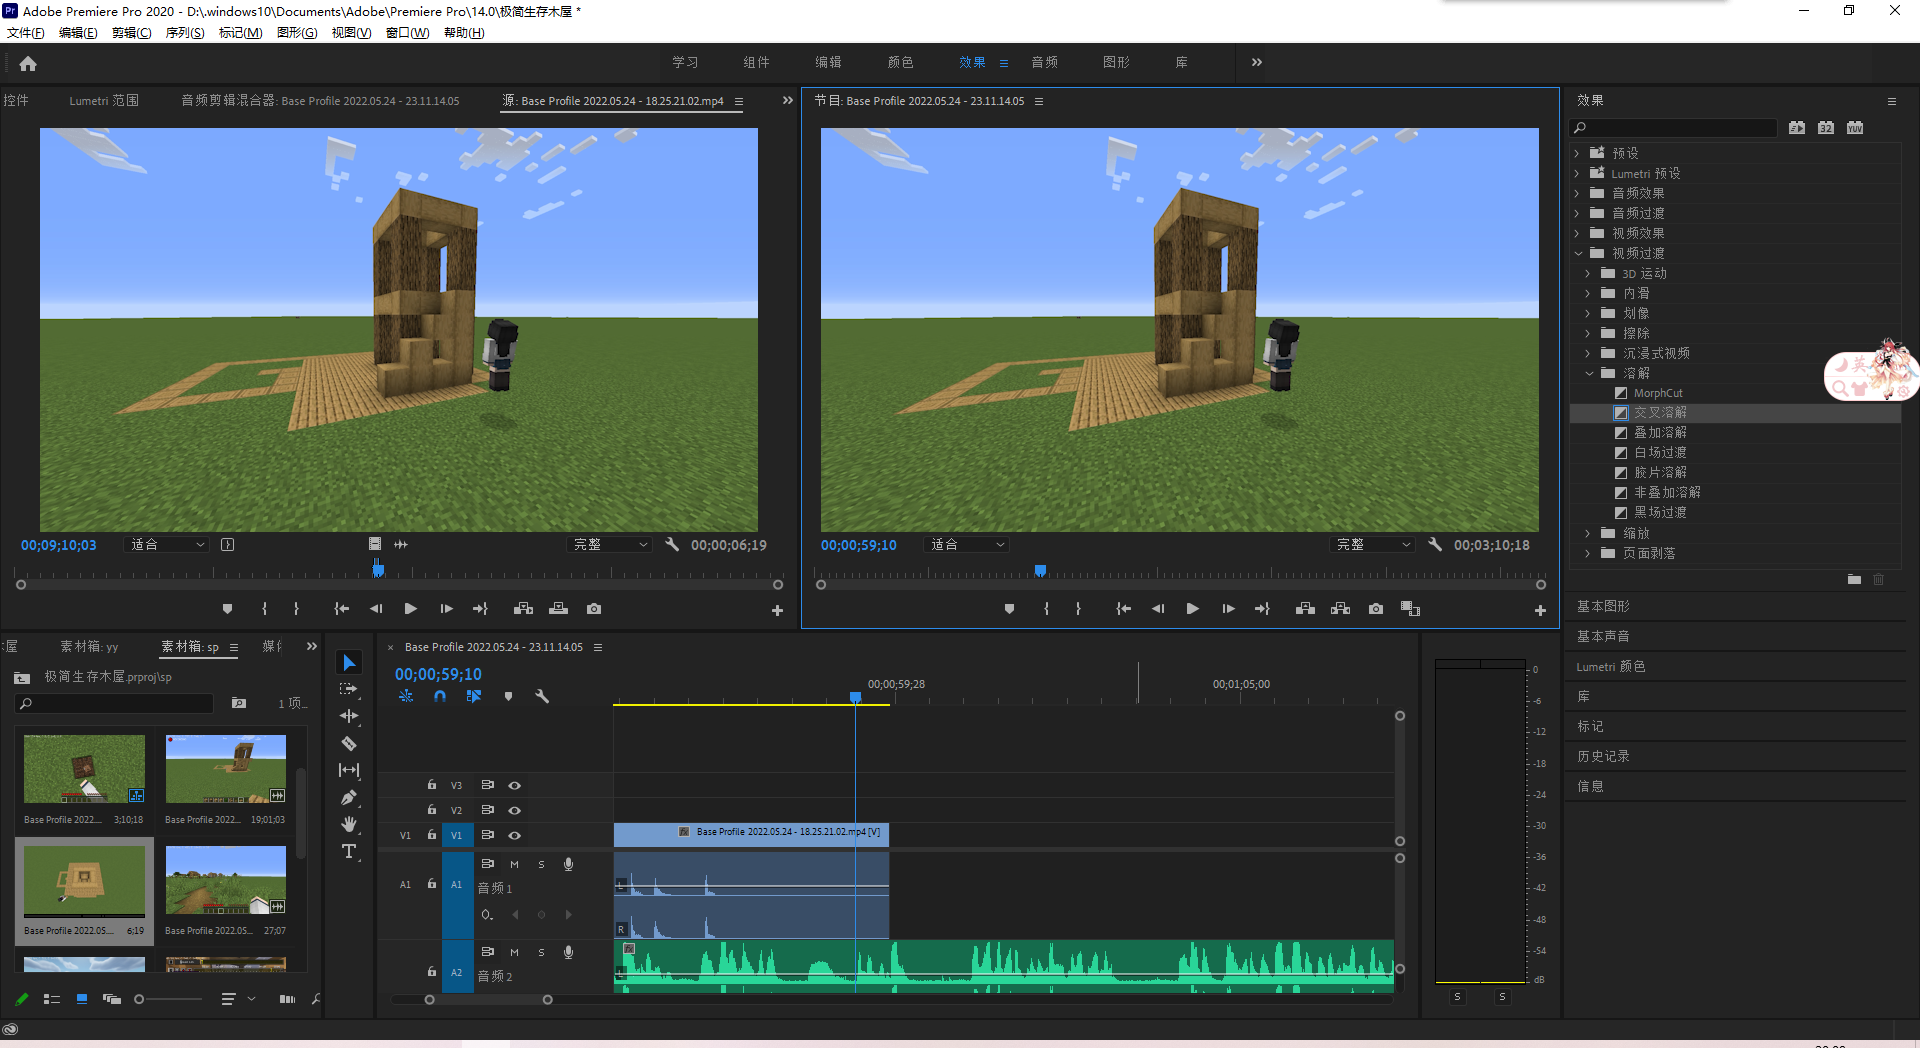 Adobe Premiere Pro 2020 - D:\.windows10\Documents\Adobe\Premiere Pro\14.0\极简生存木屋 *
文件(F) 编辑(E) 剪辑(C) 序列(S) 标记(M) 图形(G) 视图(V) 窗口(W) 帮助(H)
学习 组件 编辑 颜色 效果 音频 图形 库
控件 Lumetri 范围 音频剪辑混合器: Base Profile 2022.05.24 - 23.11.14.05 源: Base Profile 2022.05.24 - 18.25.21.02.mp4
节目: Base Profile 2022.05.24 - 23.11.14.05
00;09;10;03 适合 完整 00;00;06;19
00;00;59;10 适合 完整 00;03;10;18
效果
32 YUV
预设
Lumetri 预设
音频效果
音频过渡
视频效果
视频过渡
3D 运动
内滑
划像
擦除
沉浸式视频
溶解
MorphCut
交叉溶解
叠加溶解
白场过渡
胶片溶解
非叠加溶解
黑场过渡
缩放
页面剥落
英
基本图形
基本声音
Lumetri 颜色
库
标记
历史记录
信息
屋 素材箱: yy 素材箱: sp 媒
极简生存木屋.prproj\sp
1 项...
Base Profile 2022.... 3;10;18
Base Profile 2022.... 19;01;03
Base Profile 2022.05.... 6;19
Base Profile 2022.05... 27;07
× Base Profile 2022.05.24 - 23.11.14.05
00;00;59;10
00;00;59;28 00;01;05;00
V3
V2
V1 V1
Base Profile 2022.05.24 - 18.25.21.02.mp4 [V]
M S
A1 A1 音频 1
L
R
M S
A2 音频 2
L
0
-6
-12
-18
-24
-30
-36
-42
-48
-54
dB
S S